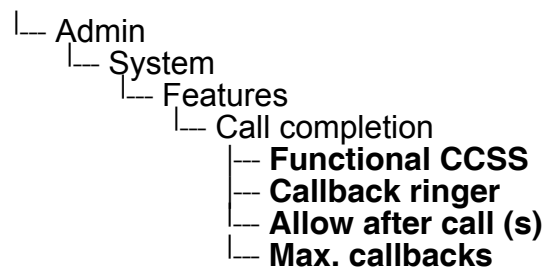 Admin
System
Features
Call completion
Functional CCSS
Callback ringer
Allow after call (s)
Max. callbacks